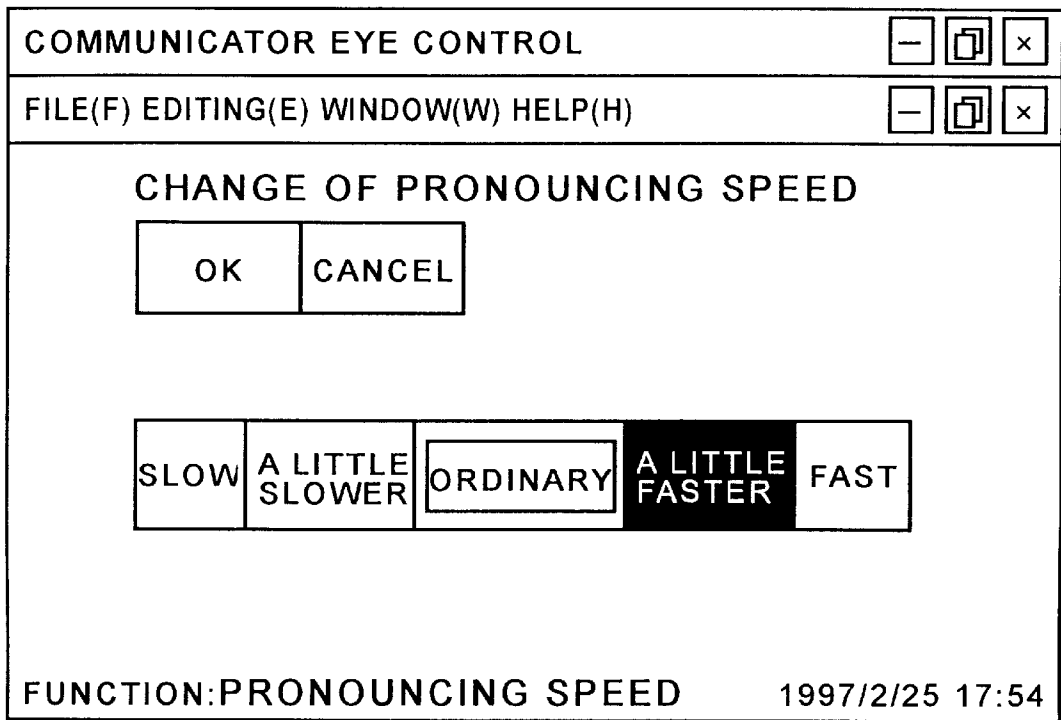 COMMUNICATOR EYE CONTROL
FILE(F) EDITING(E) WINDOW(W) HELP(H)
CHANGE OF PRONOUNCING SPEED
OK CANCEL
SLOW A LITTLE SLOWER ORDINARY A LITTLE FASTER FAST
FUNCTION:PRONOUNCING SPEED 1997/2/25 17:54